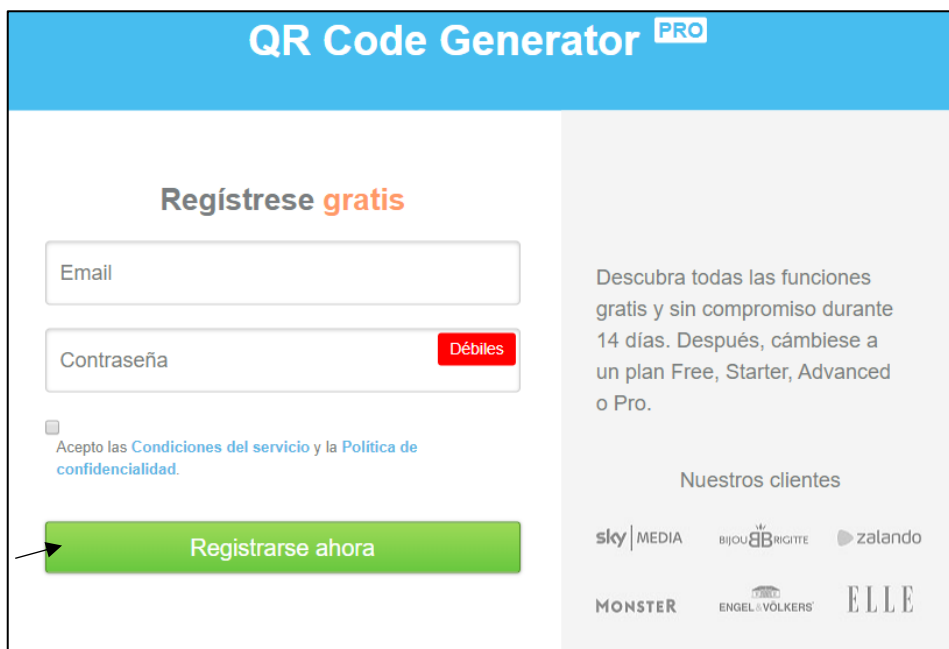 QR Code Generator PRO
Regístrese gratis
Email
Contraseña
Débiles
Acepto las Condiciones del servicio y la Política de
confidencialidad.
Registrarse ahora
Descubra todas las funciones
gratis y sin compromiso durante
14 días. Después, cámbiese a
un plan Free, Starter, Advanced
o Pro.
Nuestros clientes
sky MEDIA
BIJOU BB BRIGITTE
zalando
MONSTER
ENGEL & VÖLKERS
ELLE